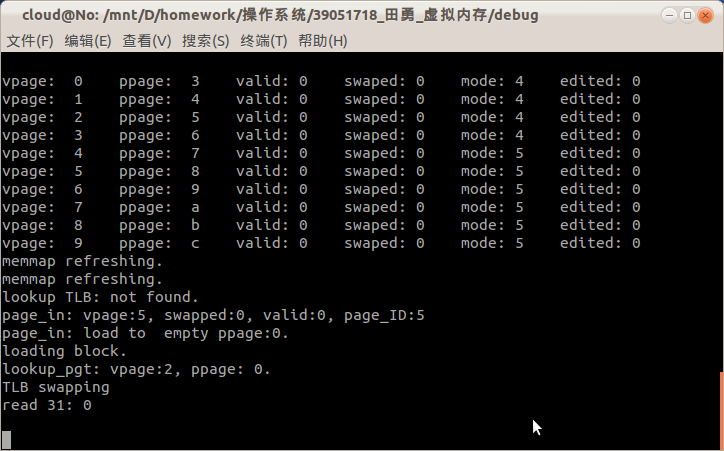 cloud@No: /mnt/D/homework/操作系统/39051718_田勇_虚拟内存/debug
文件(F) 编辑(E) 查看(V) 搜索(S) 终端(T) 帮助(H)
vpage:  0    ppage:  3    valid: 0    swaped: 0    mode: 4    edited: 0
vpage:  1    ppage:  4    valid: 0    swaped: 0    mode: 4    edited: 0
vpage:  2    ppage:  5    valid: 0    swaped: 0    mode: 4    edited: 0
vpage:  3    ppage:  6    valid: 0    swaped: 0    mode: 4    edited: 0
vpage:  4    ppage:  7    valid: 0    swaped: 0    mode: 5    edited: 0
vpage:  5    ppage:  8    valid: 0    swaped: 0    mode: 5    edited: 0
vpage:  6    ppage:  9    valid: 0    swaped: 0    mode: 5    edited: 0
vpage:  7    ppage:  a    valid: 0    swaped: 0    mode: 5    edited: 0
vpage:  8    ppage:  b    valid: 0    swaped: 0    mode: 5    edited: 0
vpage:  9    ppage:  c    valid: 0    swaped: 0    mode: 5    edited: 0
memmap refreshing.
memmap refreshing.
lookup TLB: not found.
page_in: vpage:5, swapped:0, valid:0, page_ID:5
page_in: load to  empty ppage:0.
loading block.
lookup_pgt: vpage:2, ppage: 0.
TLB swapping
read 31: 0